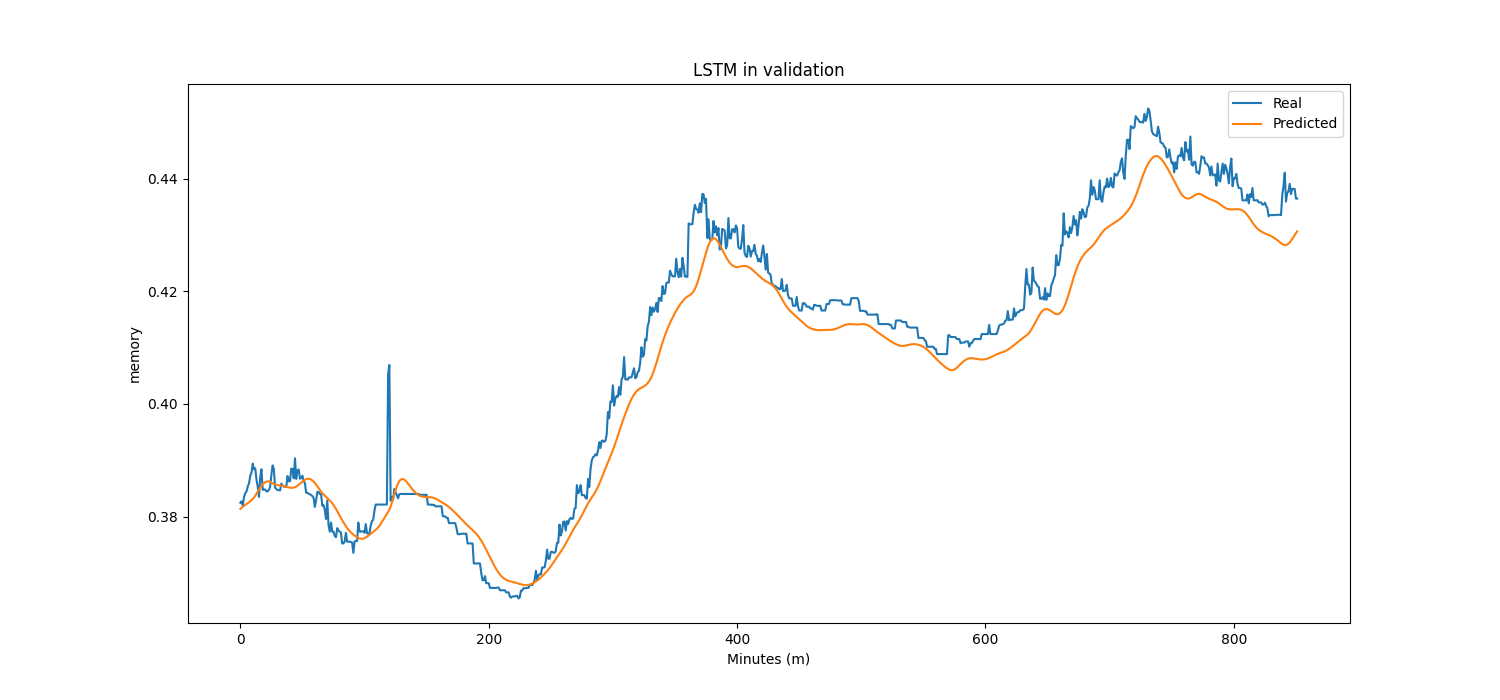 LSTM in validation
Real
Predicted
memory
0.44
0.42
0.40
0.38
0
200
400
600
800
Minutes (m)